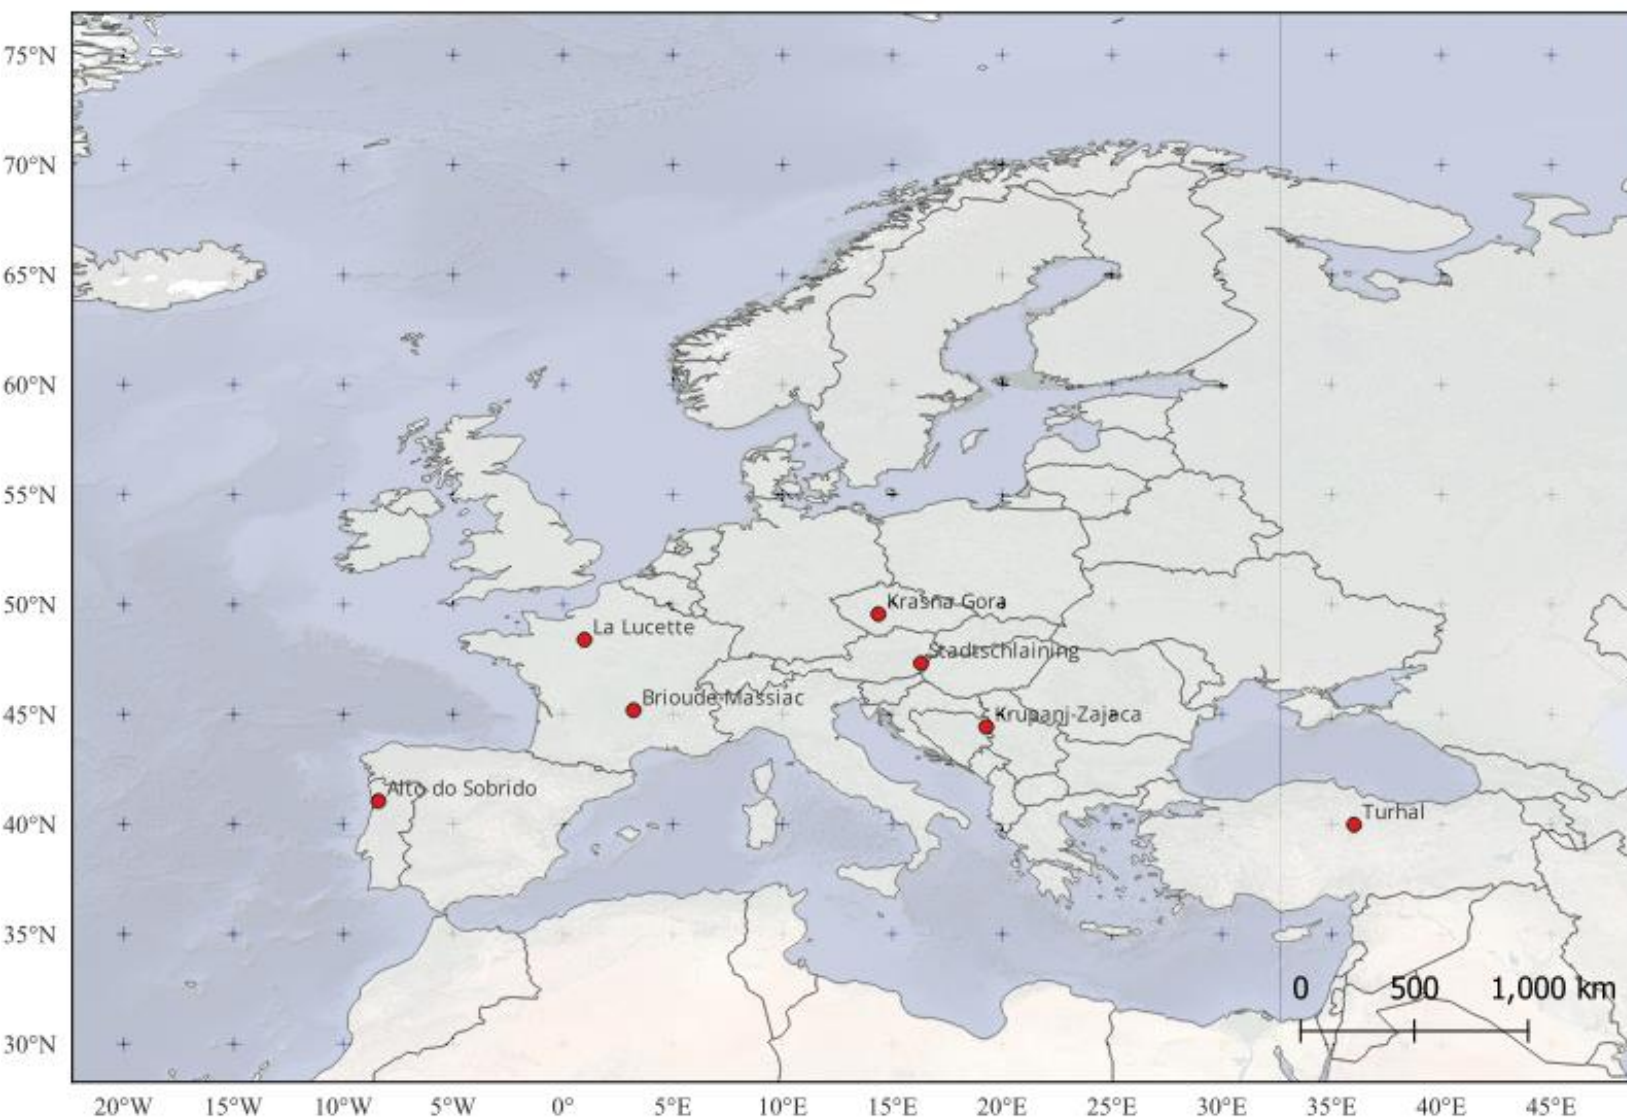 75°N
70°N
65°N
60°N
55°N
50°N
45°N
40°N
35°N
30°N
Krasna Gora
La Lucette
Stadtschlaining
Brioude-Massiac
Krupanj-Zajaca
Alto do Sobrido
Turhal
0 500 1,000 km
20°W 15°W 10°W 5°W 0° 5°E 10°E 15°E 20°E 25°E 30°E 35°E 40°E 45°E